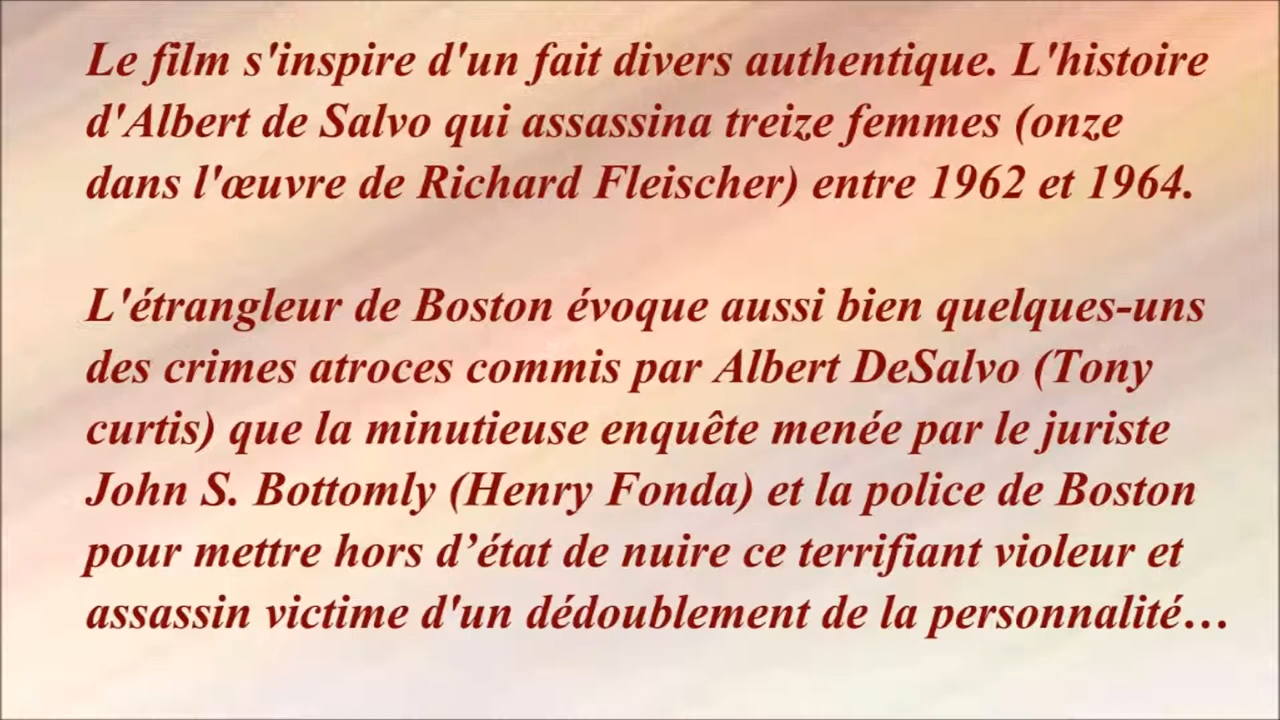 Le film s'inspire d'un fait divers authentique. L'histoire
d'Albert de Salvo qui assassina treize femmes (onze
dans l'œuvre de Richard Fleischer) entre 1962 et 1964.
L'étrangleur de Boston évoque aussi bien quelques-uns
des crimes atroces commis par Albert DeSalvo (Tony
curtis) que la minutieuse enquête menée par le juriste
John S. Bottomly (Henry Fonda) et la police de Boston
pour mettre hors d’état de nuire ce terrifiant violeur et
assassin victime d'un dédoublement de la personnalité…